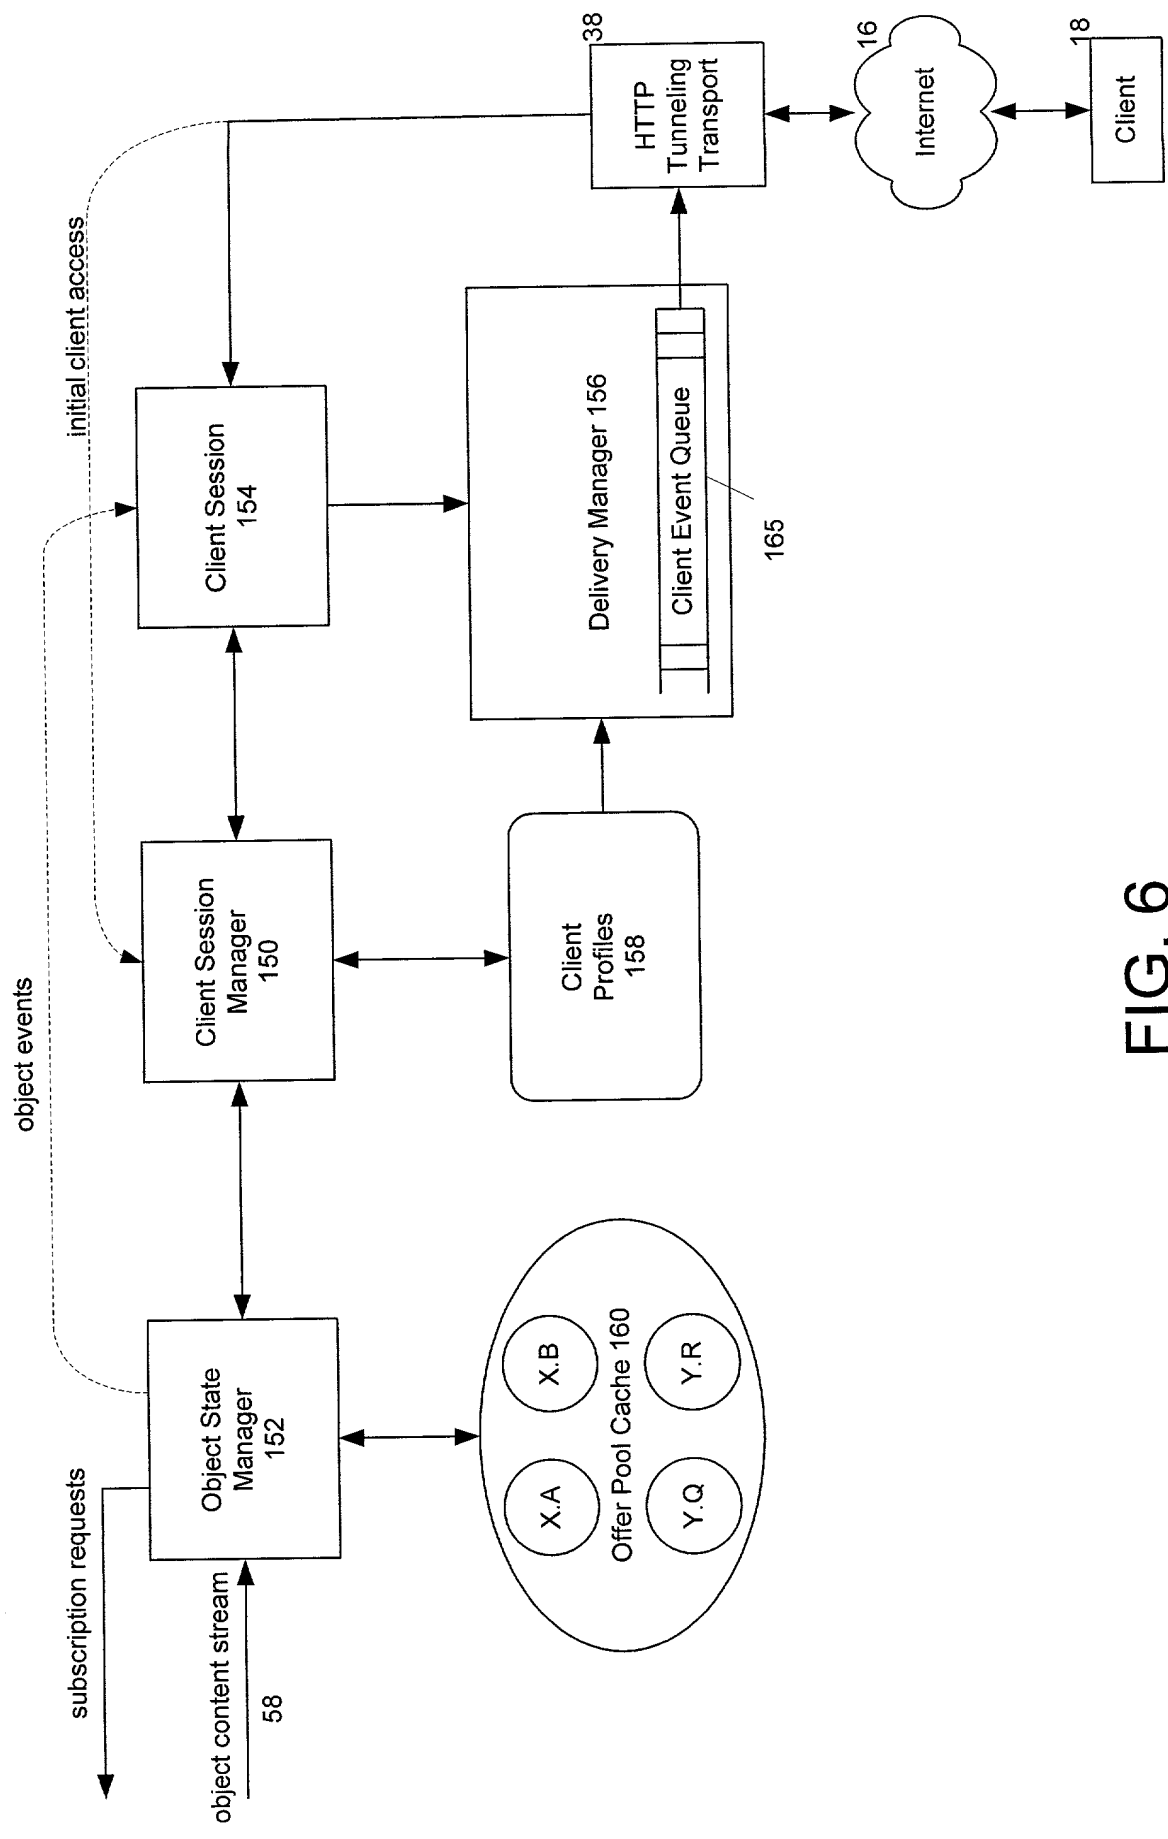 object events
initial client access
subscription requests
object content stream
58
Object State
Manager
152
Client Session
Manager
150
Client Session
154
X.A
X.B
Offer Pool Cache 160
Y.Q
Y.R
Client
Profiles
158
Delivery Manager 156
Client Event Queue
165
38
HTTP
Tunneling
Transport
16
Internet
18
Client
FIG. 6